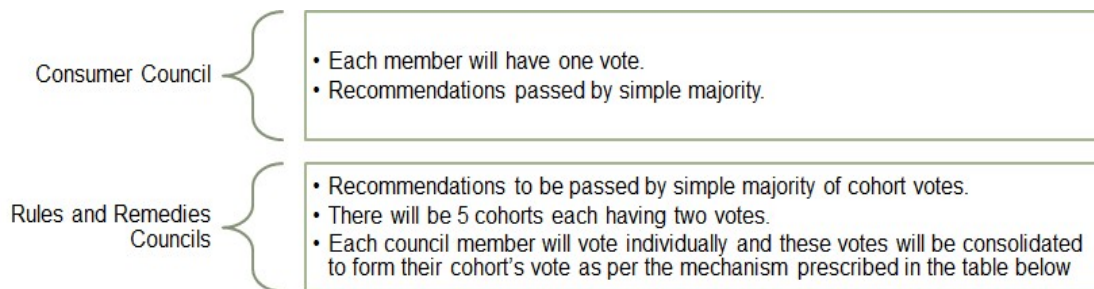 Consumer Council
• Each member will have one vote.
• Recommendations passed by simple majority.
Rules and Remedies
Councils
• Recommendations to be passed by simple majority of cohort votes.
• There will be 5 cohorts each having two votes.
• Each council member will vote individually and these votes will be consolidated
to form their cohort's vote as per the mechanism prescribed in the table below